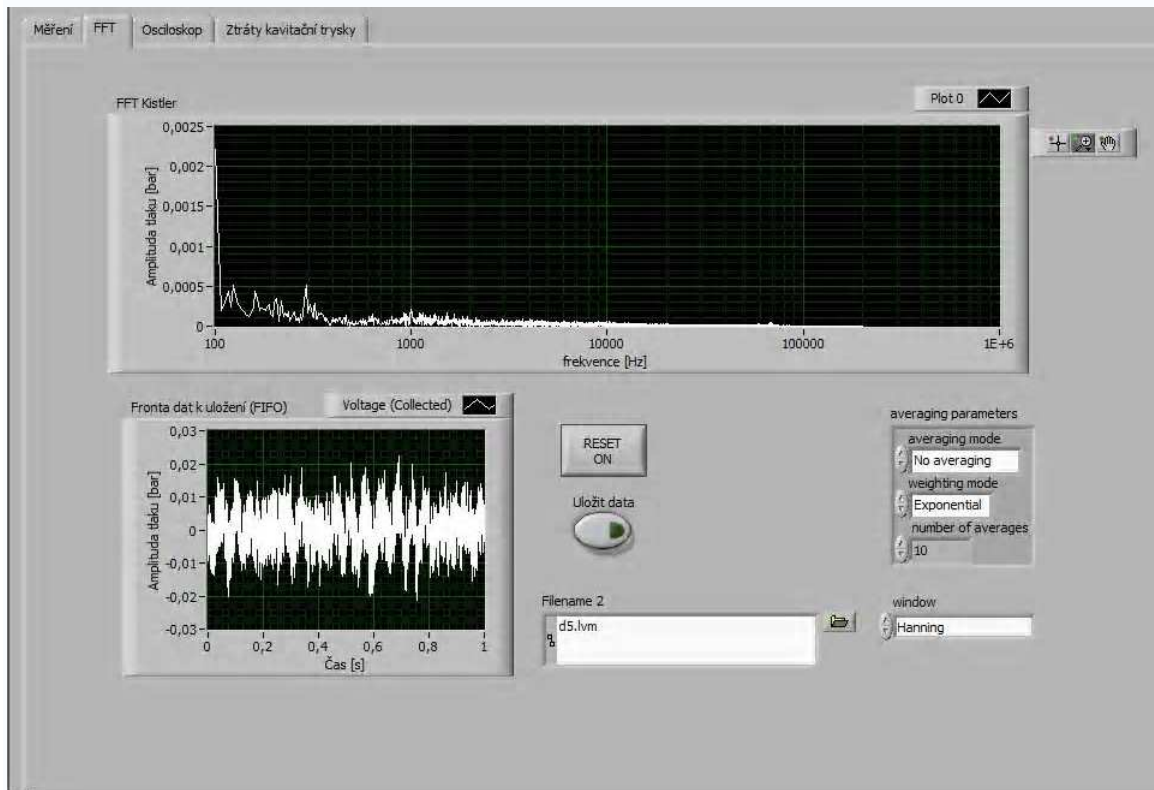 Měření FFT Osciloskop Ztráty kavitační trysky
FFT Kistler
Plot 0
Amplituda tlaku [bar]
0,0025
0,002
0,0015
0,001
0,0005
0
100 1000 10000 100000 1E+6
frekvence [Hz]
Fronta dat k uložení (FIFO)
Voltage (Collected)
Amplituda tlaku [bar]
0,03
0,02
0,01
0
-0,01
-0,02
-0,03
0 0,2 0,4 0,6 0,8 1
Čas [s]
RESET
ON
Uložit data
Filename 2
d5.lvm
averaging parameters
averaging mode
No averaging
weighting mode
Exponential
number of averages
10
window
Hanning